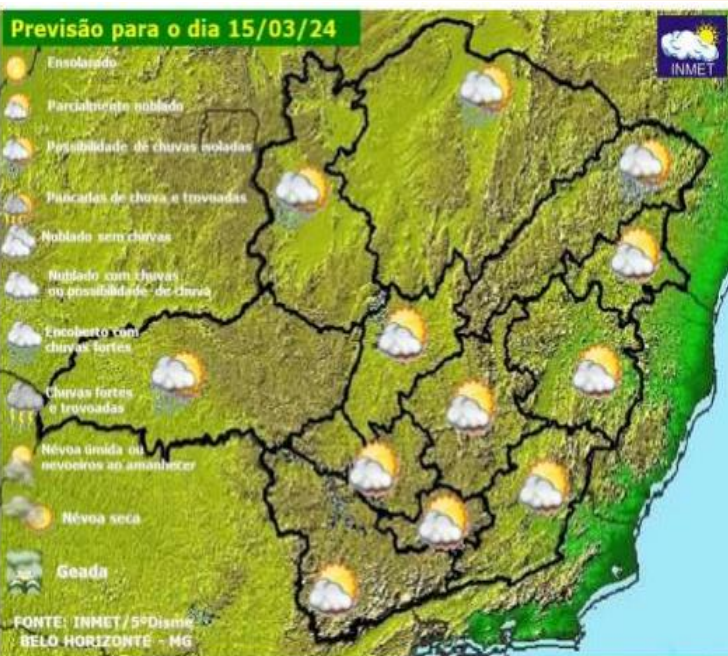 Previsão para o dia 15/03/24
INMET
Ensolarado
Parcialmente nublado
Possibilidade de chuvas isoladas
Pancadas de chuva e trovoadas
Nublado sem chuvas
Nublado com chuvas
ou possibilidade de chuva
Encoberto com
chuvas fortes
Chuvas fortes
e trovoadas
Névoa úmida ou
nevoeiros ao amanhecer
Névoa seca
Geada
FONTE: INMET/5ºDisme
BELO HORIZONTE - MG